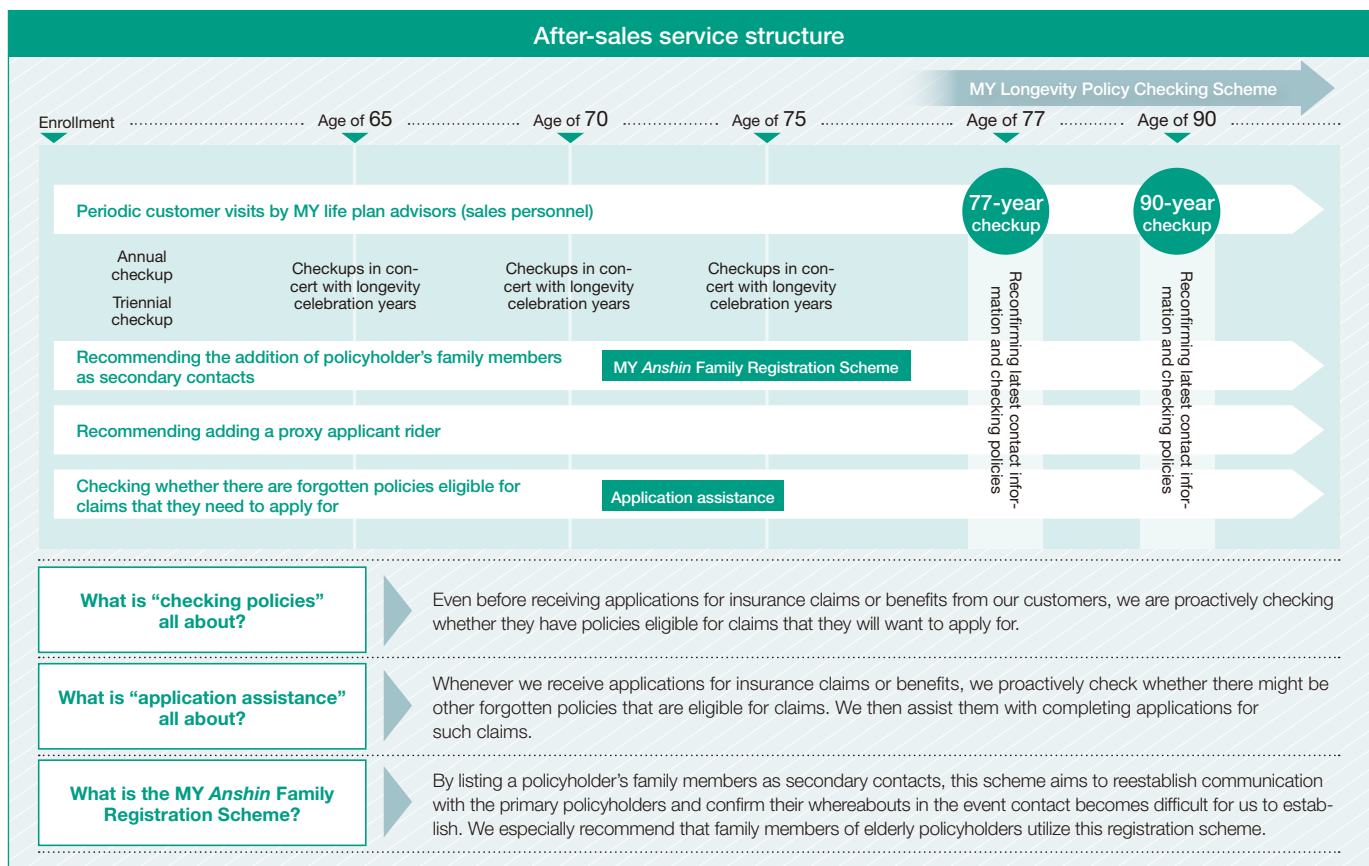 After-sales service structure
MY Longevity Policy Checking Scheme
Enrollment
Age of 65
Age of 70
Age of 75
Age of 77
Age of 90
Periodic customer visits by MY life plan advisors (sales personnel)
77-year
checkup
90-year
checkup
Annual
checkup
Triennial
checkup
Checkups in con-
cert with longevity
celebration years
Checkups in con-
cert with longevity
celebration years
Checkups in con-
cert with longevity
celebration years
Reconfirming latest contact infor-
mation and checking policies
Reconfirming latest contact infor-
mation and checking policies
Recommending the addition of policyholder's family members
as secondary contacts
MY Anshin Family Registration Scheme
Recommending adding a proxy applicant rider
Checking whether there are forgotten policies eligible for
claims that they need to apply for
Application assistance
What is “checking policies”
all about?
Even before receiving applications for insurance claims or benefits from our customers, we are proactively checking
whether they have policies eligible for claims that they will want to apply for.
What is “application assistance”
all about?
Whenever we receive applications for insurance claims or benefits, we proactively check whether there might be
other forgotten policies that are eligible for claims. We then assist them with completing applications for
such claims.
What is the MY Anshin Family
Registration Scheme?
By listing a policyholder's family members as secondary contacts, this scheme aims to reestablish communication
with the primary policyholders and confirm their whereabouts in the event contact becomes difficult for us to estab-
lish. We especially recommend that family members of elderly policyholders utilize this registration scheme.